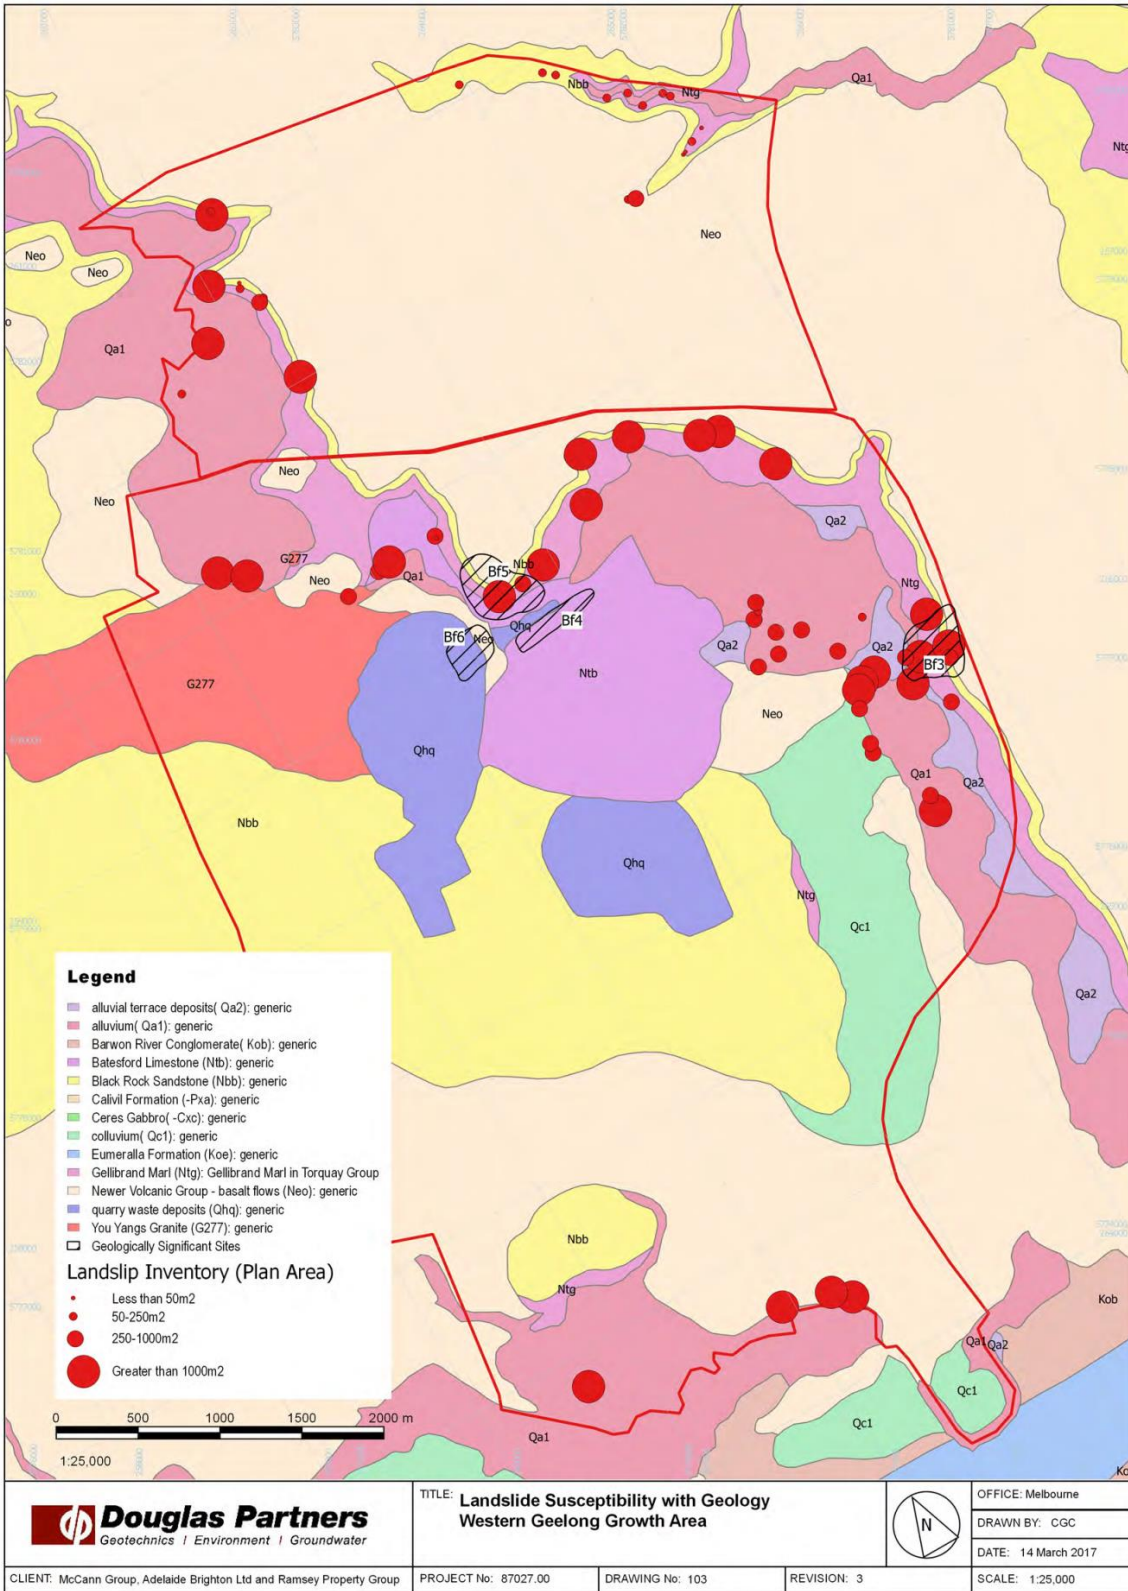 Nbb
Ntg
Qa1
Ntg
Neo
Neo
Neo
Qa1
Neo
Neo
Qa2
G277
Neo
Qa1
Nbb
Bf5
Ntg
Qhq
Bf4
Bf6
Neo
Qa2
Qa2
Bf3
G277
Ntb
Neo
Qhq
Qa1
Qa2
Nbb
Qhq
Ntg
Qc1
Qa2
Legend
alluvial terrace deposits( Qa2): generic
alluvium( Qa1): generic
Barwon River Conglomerate( Kob): generic
Batesford Limestone (Ntb): generic
Black Rock Sandstone (Nbb): generic
Calivil Formation (-Pxa): generic
Ceres Gabbro( -Cxc): generic
colluvium( Qc1): generic
Eumeralla Formation (Koe): generic
Gellibrand Marl (Ntg): Gellibrand Marl in Torquay Group
Newer Volcanic Group - basalt flows (Neo): generic
quarry waste deposits (Qhq): generic
You Yangs Granite (G277): generic
Geologically Significant Sites
Landslip Inventory (Plan Area)
Less than 50m2
50-250m2
250-1000m2
Greater than 1000m2
0 500 1000 1500 2000 m
1:25,000
Nbb
Ntg
Kob
Qa1
Qa2
Qc1
Qc1
Qa1
Douglas Partners
Geotechnics | Environment | Groundwater
TITLE: Landslide Susceptibility with Geology
Western Geelong Growth Area
N
OFFICE: Melbourne
DRAWN BY: CGC
DATE: 14 March 2017
CLIENT: McCann Group, Adelaide Brighton Ltd and Ramsey Property Group
PROJECT No: 87027.00
DRAWING No: 103
REVISION: 3
SCALE: 1:25,000